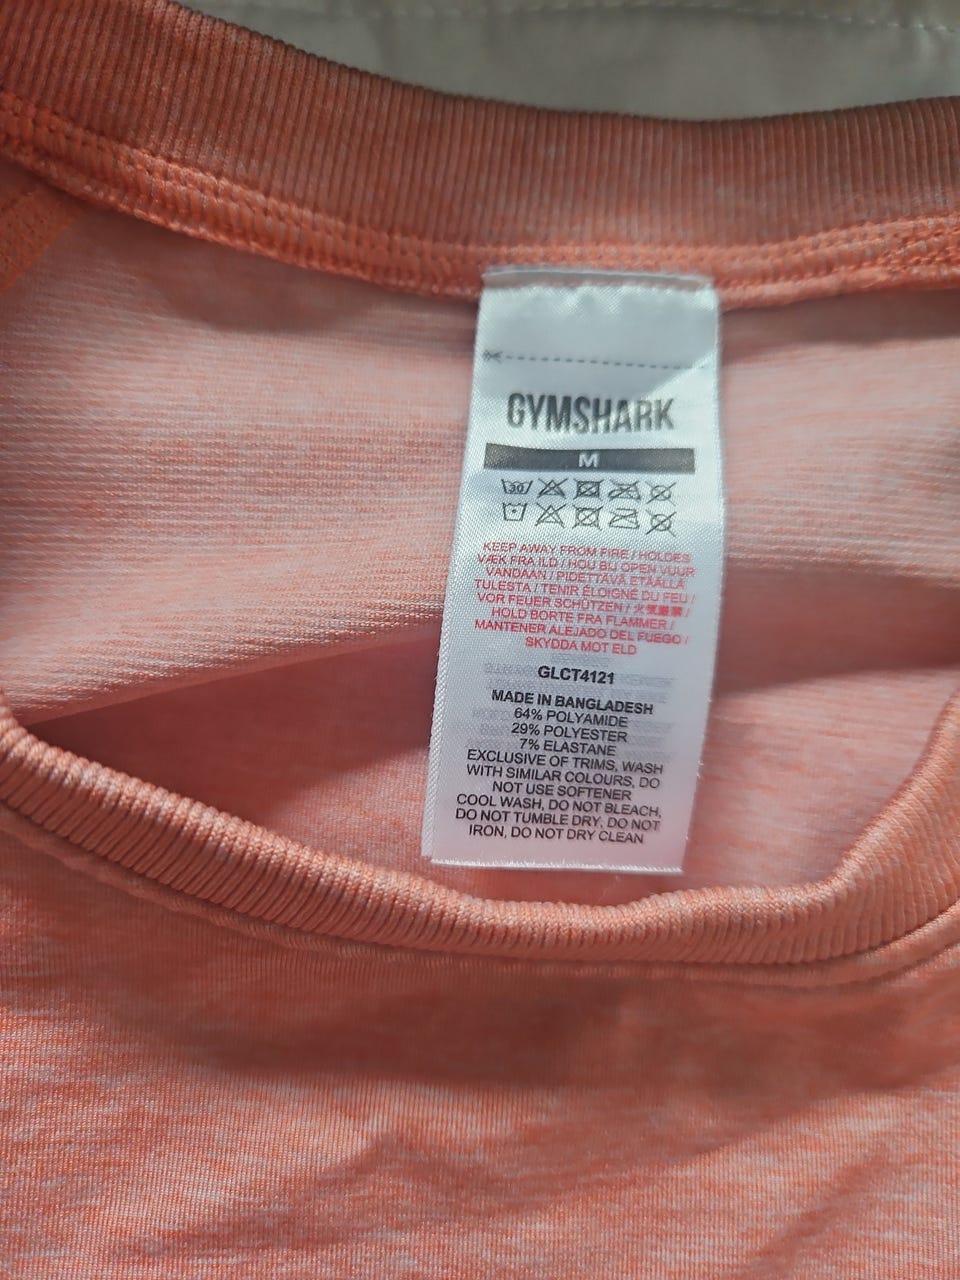 GYMSHARK
M
30
KEEP AWAY FROM FIRE / HOLDES
VÆK FRA ILD / HOU BIJ OPEN VUUR
VANDAAN / PIDETTÄVÄ ETÄÄLLÄ
TULESTA / TENIR ÉLOIGNÉ DU FEU /
VOR FEUER SCHÜTZEN / 火気厳禁 /
HOLD BORTE FRA FLAMMER /
MANTENER ALEJADO DEL FUEGO /
SKYDDA MOT ELD
GLCT4121
MADE IN BANGLADESH
64% POLYAMIDE
29% POLYESTER
7% ELASTANE
EXCLUSIVE OF TRIMS, WASH
WITH SIMILAR COLOURS, DO
NOT USE SOFTENER
COOL WASH, DO NOT BLEACH,
DO NOT TUMBLE DRY, DO NOT
IRON, DO NOT DRY CLEAN